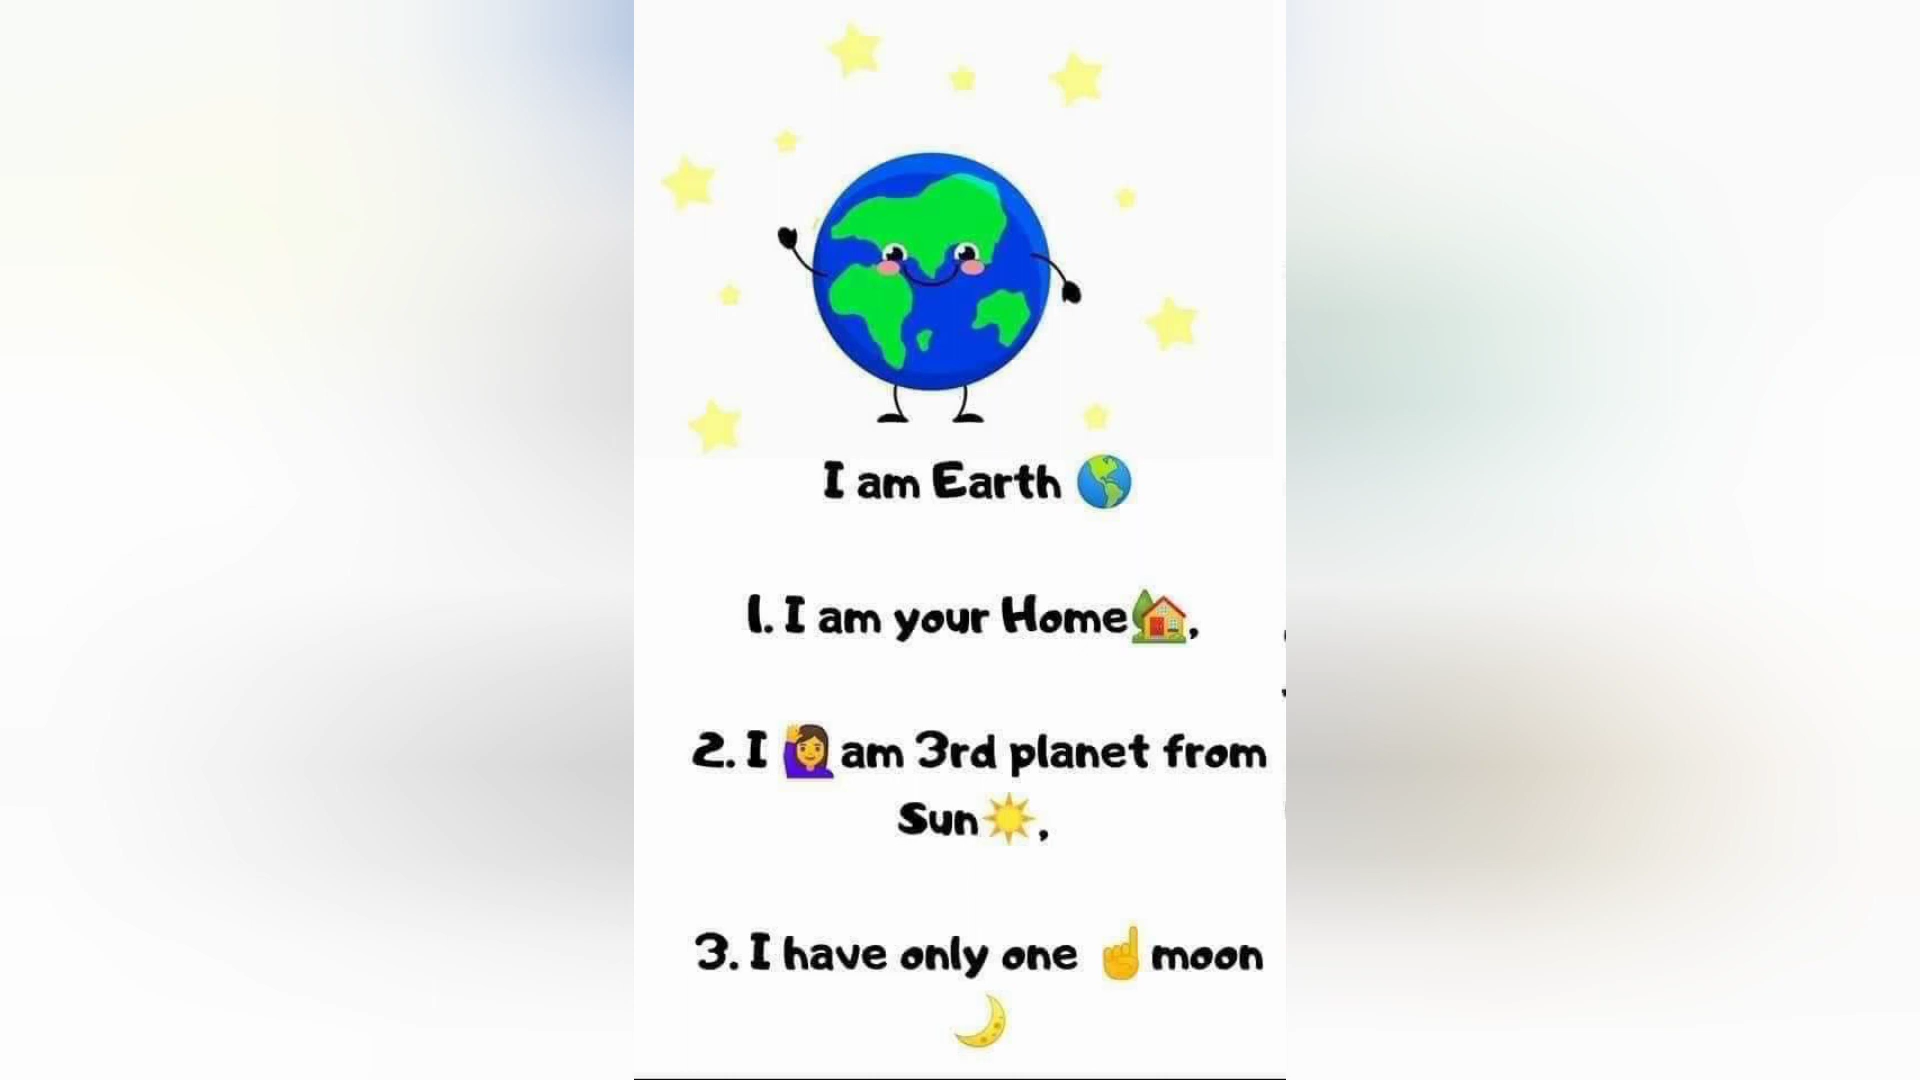 I am Earth 🌎
1. I am your Home🏡,
2. I 🙋‍♀️am 3rd planet from
Sun☀️,
3. I have only one ☝️moon
🌛